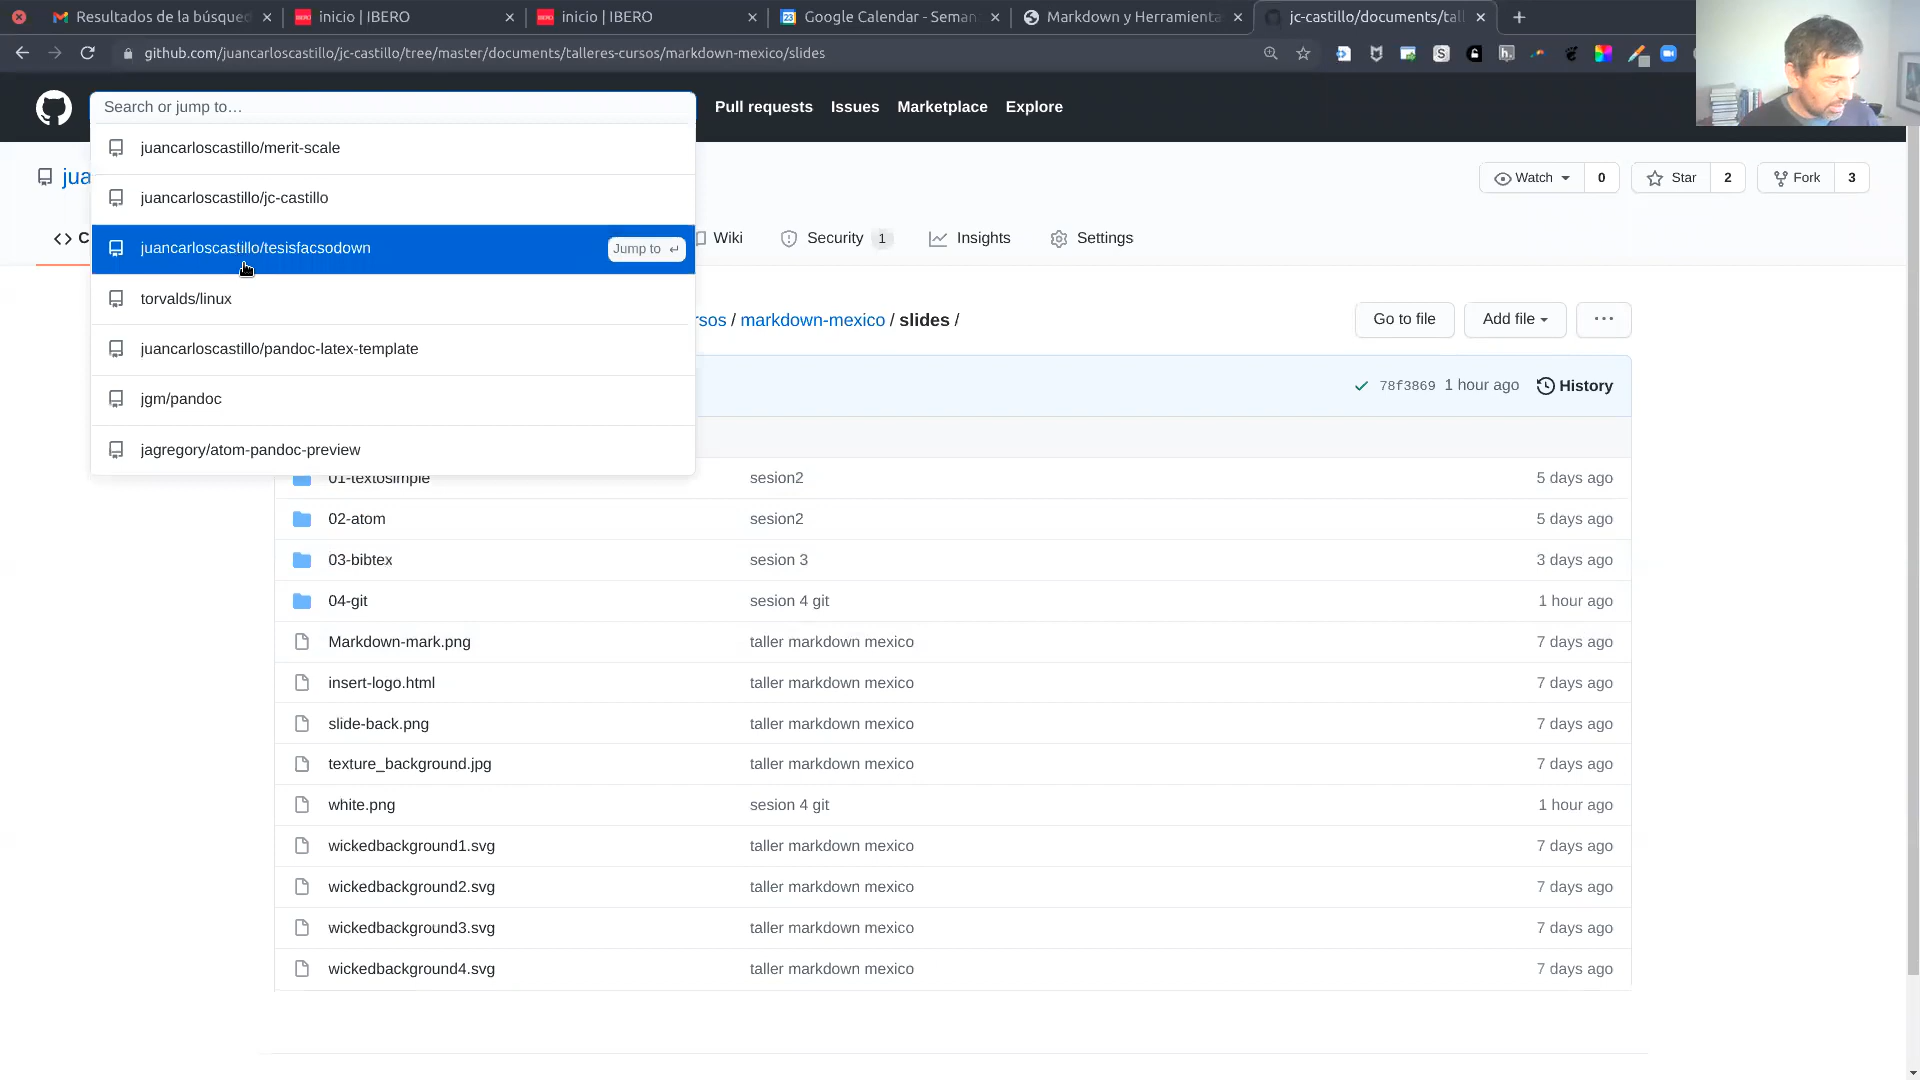 Resultados de la búsqued
inicio | IBERO
inicio | IBERO
Google Calendar - Seman
Markdown y Herramienta
jc-castillo/documents/tall
github.com/juancarloscastillo/jc-castillo/tree/master/documents/talleres-cursos/markdown-mexico/slides
Search or jump to…
Pull requests
Issues
Marketplace
Explore
juancarloscastillo/merit-scale
jua
Watch
0
Star
2
Fork
3
juancarloscastillo/jc-castillo
C
juancarloscastillo/tesisfacsodown
Jump to
Wiki
Security
1
Insights
Settings
torvalds/linux
rsos / markdown-mexico / slides /
Go to file
Add file
juancarloscastillo/pandoc-latex-template
jgm/pandoc
78f3869
1 hour ago
History
jagregory/atom-pandoc-preview
01-textosimple
sesion2
5 days ago
02-atom
sesion2
5 days ago
03-bibtex
sesion 3
3 days ago
04-git
sesion 4 git
1 hour ago
Markdown-mark.png
taller markdown mexico
7 days ago
insert-logo.html
taller markdown mexico
7 days ago
slide-back.png
taller markdown mexico
7 days ago
texture_background.jpg
taller markdown mexico
7 days ago
white.png
sesion 4 git
1 hour ago
wickedbackground1.svg
taller markdown mexico
7 days ago
wickedbackground2.svg
taller markdown mexico
7 days ago
wickedbackground3.svg
taller markdown mexico
7 days ago
wickedbackground4.svg
taller markdown mexico
7 days ago